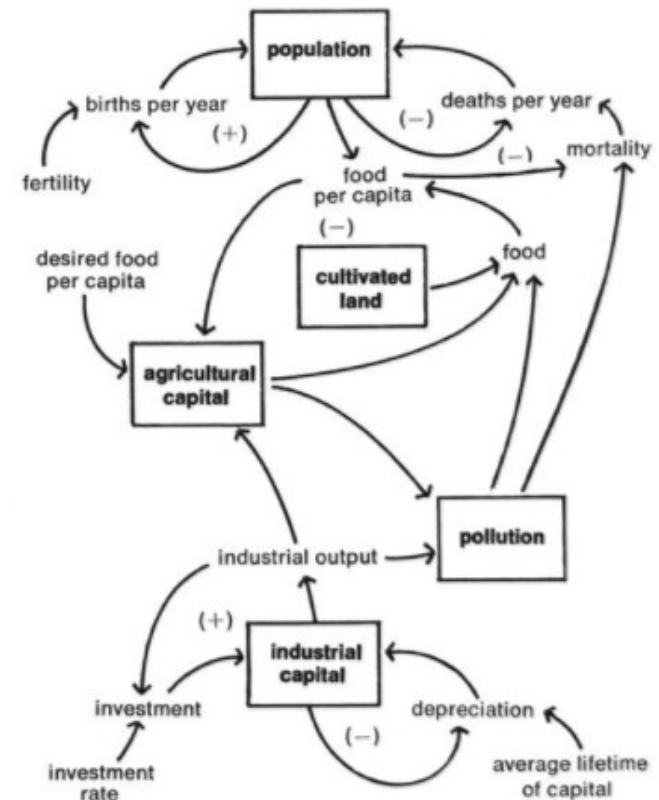 population
births per year
deaths per year
(+)
(−)
(−)
mortality
fertility
food
per capita
(−)
desired food
per capita
food
cultivated
land
agricultural
capital
pollution
industrial output
(+)
industrial
capital
investment
depreciation
(−)
investment
rate
average lifetime
of capital